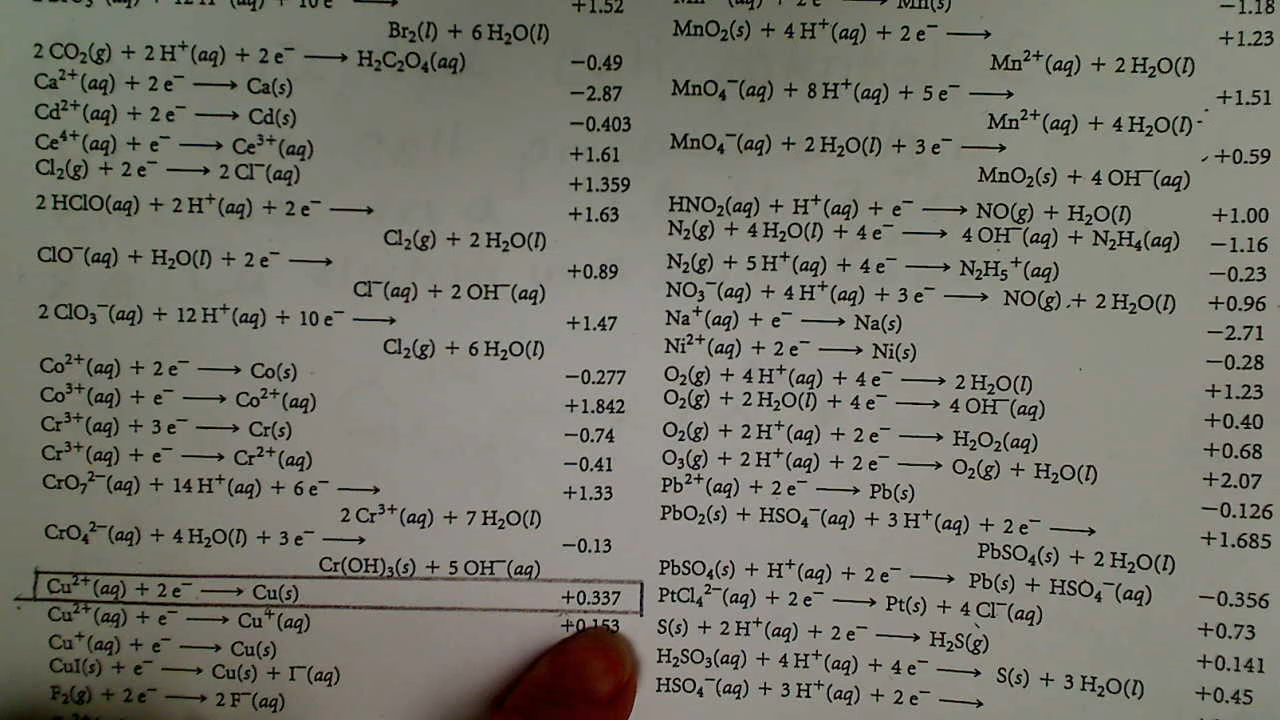 +1.52
Br₂(l) + 6 H₂O(l)
2 CO₂(g) + 2 H⁺(aq) + 2 e⁻ ⟶ H₂C₂O₄(aq) −0.49
Ca²⁺(aq) + 2 e⁻ ⟶ Ca(s) −2.87
Cd²⁺(aq) + 2 e⁻ ⟶ Cd(s) −0.403
Ce⁴⁺(aq) + e⁻ ⟶ Ce³⁺(aq) +1.61
Cl₂(g) + 2 e⁻ ⟶ 2 Cl⁻(aq) +1.359
2 HClO(aq) + 2 H⁺(aq) + 2 e⁻ ⟶ +1.63
Cl₂(g) + 2 H₂O(l)
ClO⁻(aq) + H₂O(l) + 2 e⁻ ⟶ +0.89
Cl⁻(aq) + 2 OH⁻(aq)
2 ClO₃⁻(aq) + 12 H⁺(aq) + 10 e⁻ ⟶ +1.47
Cl₂(g) + 6 H₂O(l)
Co²⁺(aq) + 2 e⁻ ⟶ Co(s) −0.277
Co³⁺(aq) + e⁻ ⟶ Co²⁺(aq) +1.842
Cr³⁺(aq) + 3 e⁻ ⟶ Cr(s) −0.74
Cr³⁺(aq) + e⁻ ⟶ Cr²⁺(aq) −0.41
CrO₇²⁻(aq) + 14 H⁺(aq) + 6 e⁻ ⟶ +1.33
2 Cr³⁺(aq) + 7 H₂O(l)
CrO₄²⁻(aq) + 4 H₂O(l) + 3 e⁻ ⟶ −0.13
Cr(OH)₃(s) + 5 OH⁻(aq)
Cu²⁺(aq) + 2 e⁻ ⟶ Cu(s) +0.337
Cu²⁺(aq) + e⁻ ⟶ Cu⁺(aq) +0.153
Cu⁺(aq) + e⁻ ⟶ Cu(s)
CuI(s) + e⁻ ⟶ Cu(s) + I⁻(aq)
F₂(g) + 2 e⁻ ⟶ 2 F⁻(aq)
Mn(s) −1.18
MnO₂(s) + 4 H⁺(aq) + 2 e⁻ ⟶ +1.23
Mn²⁺(aq) + 2 H₂O(l)
MnO₄⁻(aq) + 8 H⁺(aq) + 5 e⁻ ⟶ +1.51
Mn²⁺(aq) + 4 H₂O(l)
MnO₄⁻(aq) + 2 H₂O(l) + 3 e⁻ ⟶ +0.59
MnO₂(s) + 4 OH⁻(aq)
HNO₂(aq) + H⁺(aq) + e⁻ ⟶ NO(g) + H₂O(l) +1.00
N₂(g) + 4 H₂O(l) + 4 e⁻ ⟶ 4 OH⁻(aq) + N₂H₄(aq) −1.16
N₂(g) + 5 H⁺(aq) + 4 e⁻ ⟶ N₂H₅⁺(aq) −0.23
NO₃⁻(aq) + 4 H⁺(aq) + 3 e⁻ ⟶ NO(g) + 2 H₂O(l) +0.96
Na⁺(aq) + e⁻ ⟶ Na(s) −2.71
Ni²⁺(aq) + 2 e⁻ ⟶ Ni(s) −0.28
O₂(g) + 4 H⁺(aq) + 4 e⁻ ⟶ 2 H₂O(l) +1.23
O₂(g) + 2 H₂O(l) + 4 e⁻ ⟶ 4 OH⁻(aq) +0.40
O₂(g) + 2 H⁺(aq) + 2 e⁻ ⟶ H₂O₂(aq) +0.68
O₃(g) + 2 H⁺(aq) + 2 e⁻ ⟶ O₂(g) + H₂O(l) +2.07
Pb²⁺(aq) + 2 e⁻ ⟶ Pb(s) −0.126
PbO₂(s) + HSO₄⁻(aq) + 3 H⁺(aq) + 2 e⁻ ⟶ +1.685
PbSO₄(s) + 2 H₂O(l)
PbSO₄(s) + H⁺(aq) + 2 e⁻ ⟶ Pb(s) + HSO₄⁻(aq) −0.356
PtCl₄²⁻(aq) + 2 e⁻ ⟶ Pt(s) + 4 Cl⁻(aq) +0.73
S(s) + 2 H⁺(aq) + 2 e⁻ ⟶ H₂S(g) +0.141
H₂SO₃(aq) + 4 H⁺(aq) + 4 e⁻ ⟶ S(s) + 3 H₂O(l) +0.45
HSO₄⁻(aq) + 3 H⁺(aq) + 2 e⁻ ⟶